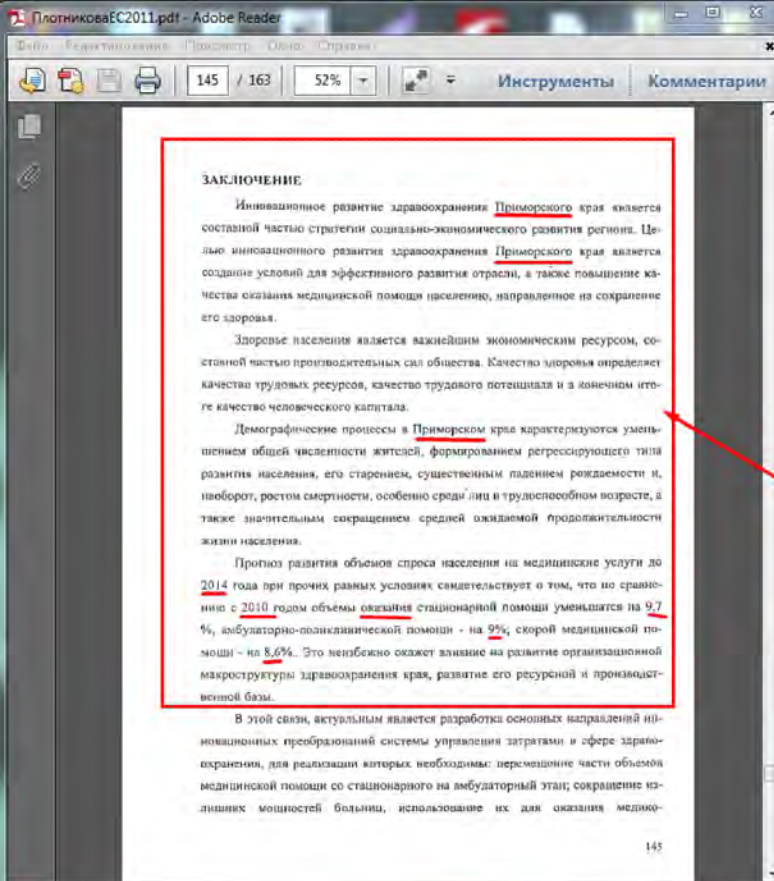 ПлотниковаЕС2011.pdf - Adobe Reader
Файл Редактирование Просмотр Окно Справка
145 / 163 52% Инструменты Комментарии
ЗАКЛЮЧЕНИЕ
Инновационное развитие здравоохранения Приморского края является
составной частью стратегии социально-экономического развития региона. Це-
лью инновационного развития здравоохранения Приморского края является
создание условий для эффективного развития отрасли, а также повышение ка-
чества оказания медицинской помощи населению, направленное на сохранение
его здоровья.
Здоровье населения является важнейшим экономическим ресурсом, со-
ставной частью производительных сил общества. Качество здоровья определяет
качество трудовых ресурсов, качество трудового потенциала и в конечном ито-
ге качество человеческого капитала.
Демографические процессы в Приморском крае характеризуются умень-
шением общей численности жителей, формированием регрессирующего типа
развития населения, его старением, существенным падением рождаемости и,
наоборот, ростом смертности, особенно среди лиц в трудоспособном возрасте, а
также значительным сокращением средней ожидаемой продолжительности
жизни населения.
Прогноз развития объемов спроса населения на медицинские услуги до
2014 года при прочих равных условиях свидетельствует о том, что по сравне-
нию с 2010 годом объемы оказания стационарной помощи уменьшатся на 9,7
%, амбулаторно-поликлинической помощи - на 9%; скорой медицинской по-
мощи - на 8,6%.. Это неизбежно окажет влияние на развитие организационной
макроструктуры здравоохранения края, развитие его ресурсной и производст-
венной базы.
В этой связи, актуальным является разработка основных направлений ин-
новационных преобразований системы управления затратами в сфере здраво-
охранения, для реализации которых необходимы: перемещение части объемов
медицинской помощи со стационарного на амбулаторный этап; сокращение из-
лишних мощностей больниц, использование их для оказания медико-
145